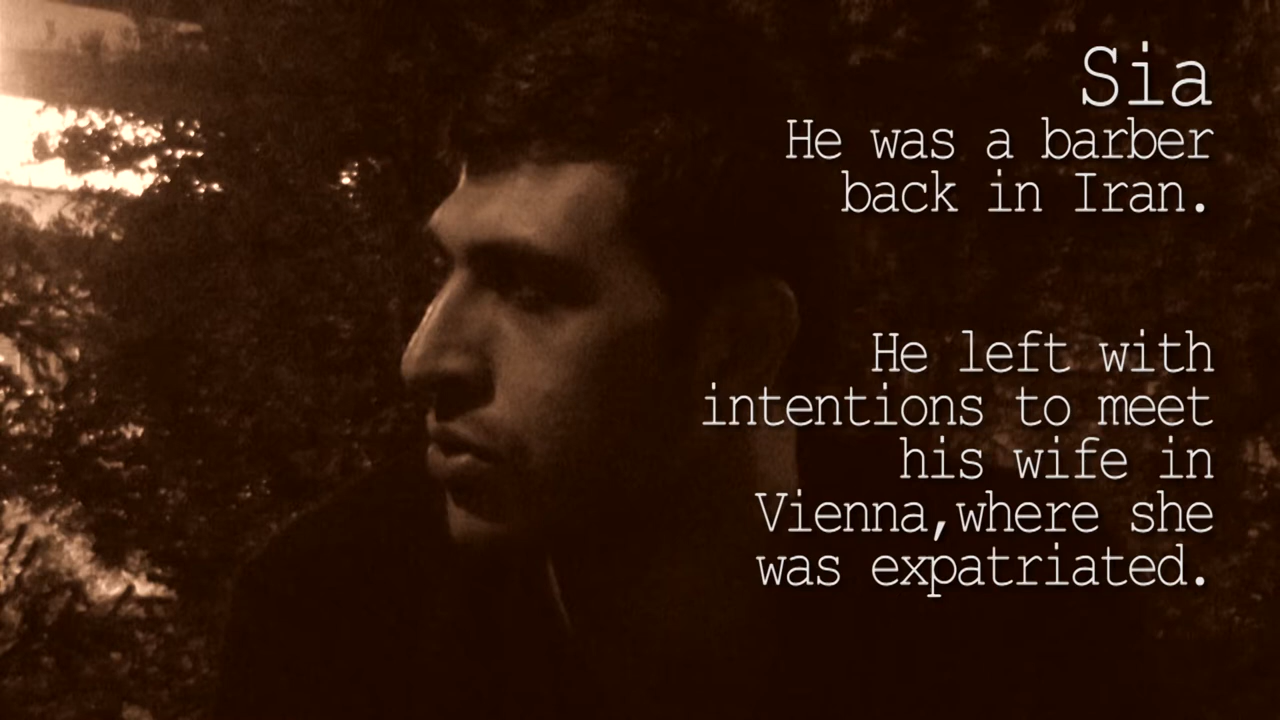 Sia
He was a barber
back in Iran.
He left with
intentions to meet
his wife in
Vienna,where she
was expatriated.